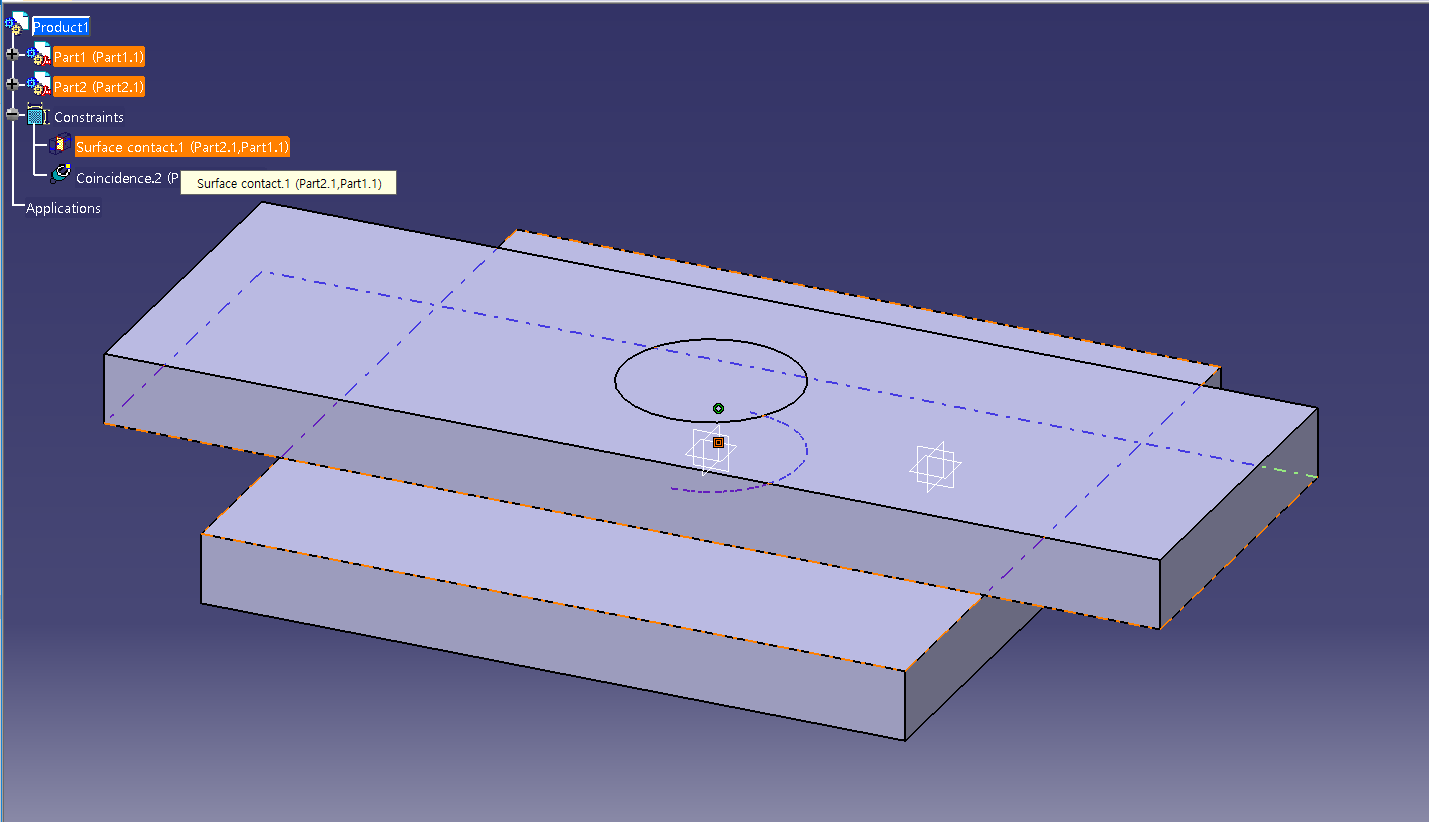 Product1
Part1 (Part1.1)
Part2 (Part2.1)
Constraints
Surface contact.1 (Part2.1,Part1.1)
Coincidence.2 (P
Surface contact.1 (Part2.1,Part1.1)
Applications